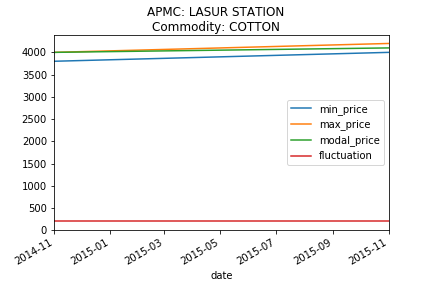 APMC: LASUR STATION
Commodity: COTTON
4000
3500
3000
2500
2000
1500
1000
500
0
min_price
max_price
modal_price
fluctuation
2014-11
2015-01
2015-03
2015-05
2015-07
2015-09
2015-11
date